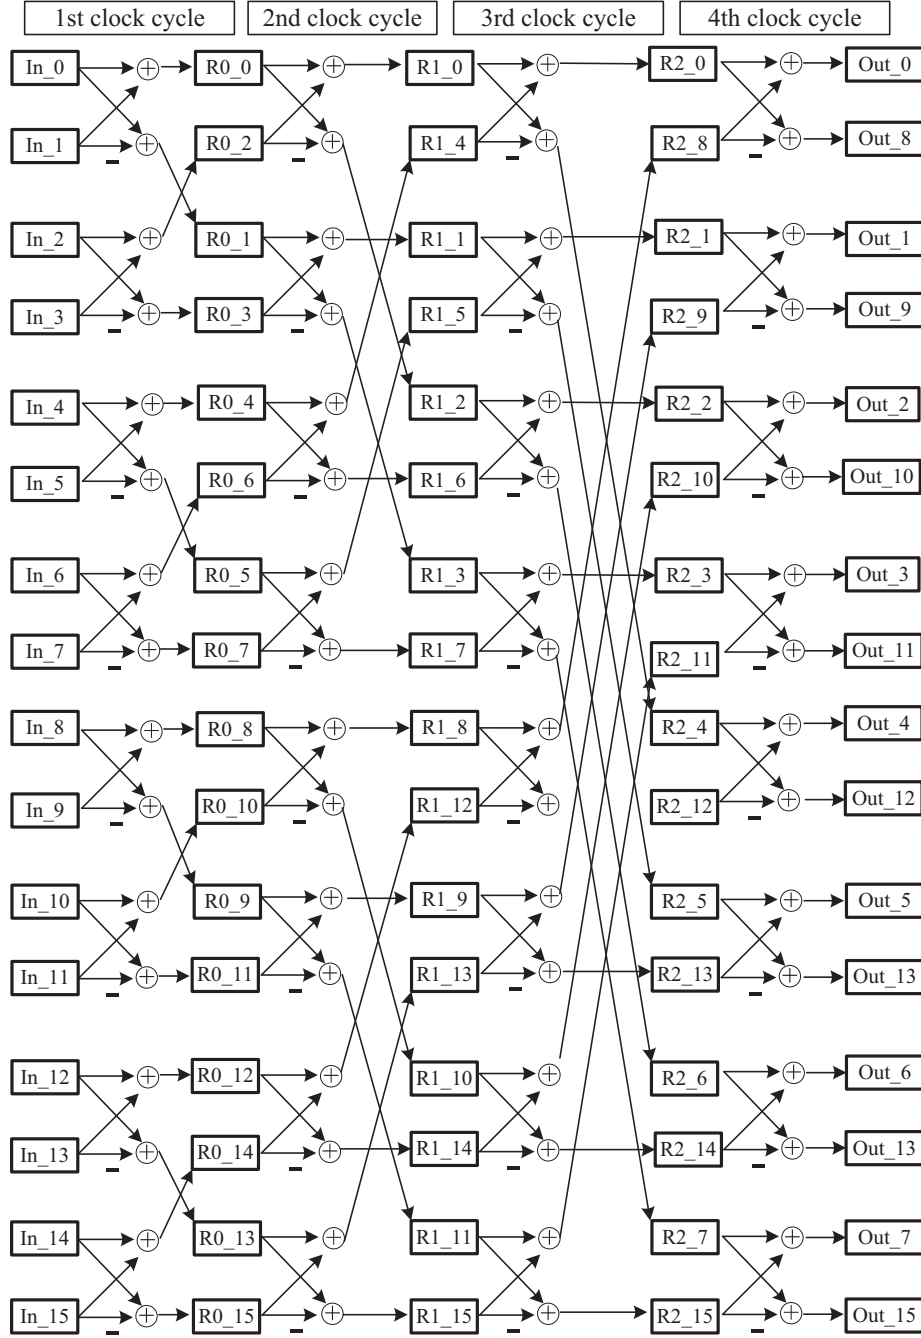 1st clock cycle 2nd clock cycle 3rd clock cycle 4th clock cycle
In_0 R0_0 R1_0 R2_0 Out_0
In_1 R0_2 R1_4 R2_8 Out_8
In_2 R0_1 R1_1 R2_1 Out_1
In_3 R0_3 R1_5 R2_9 Out_9
In_4 R0_4 R1_2 R2_2 Out_2
In_5 R0_6 R1_6 R2_10 Out_10
In_6 R0_5 R1_3 R2_3 Out_3
In_7 R0_7 R1_7 R2_11 Out_11
In_8 R0_8 R1_8 R2_4 Out_4
In_9 R0_10 R1_12 R2_12 Out_12
In_10 R0_9 R1_9 R2_5 Out_5
In_11 R0_11 R1_13 R2_13 Out_13
In_12 R0_12 R1_10 R2_6 Out_6
In_13 R0_14 R1_14 R2_14 Out_13
In_14 R0_13 R1_11 R2_7 Out_7
In_15 R0_15 R1_15 R2_15 Out_15